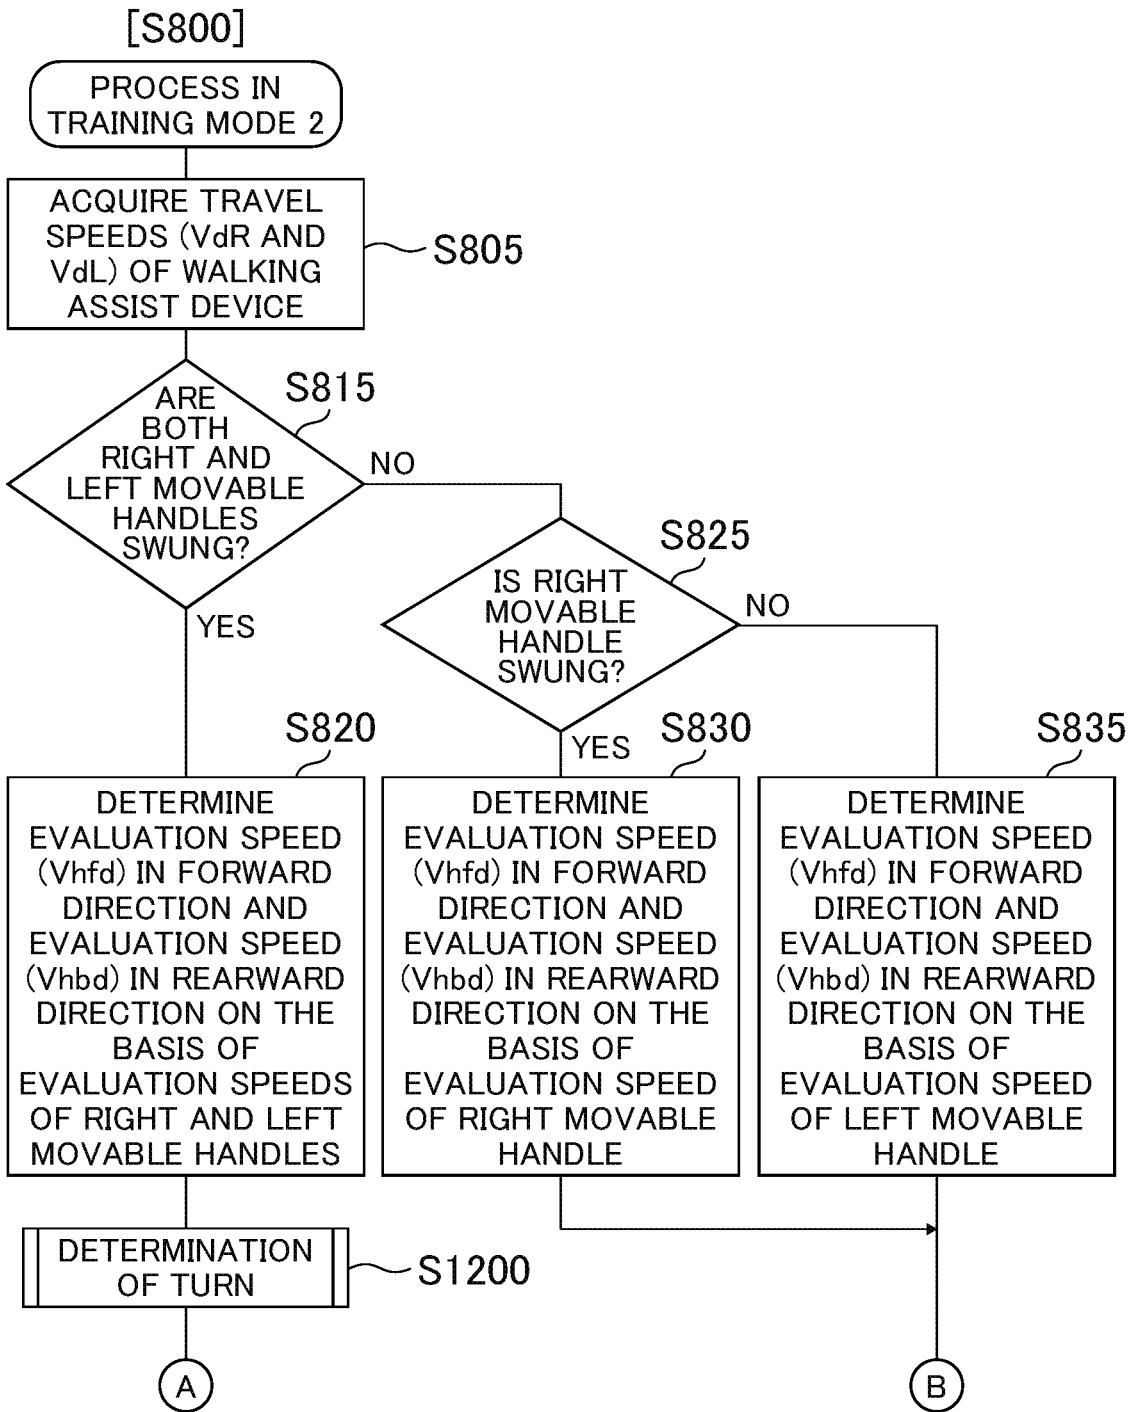 [S800]
PROCESS IN
TRAINING MODE 2
ACQUIRE TRAVEL
SPEEDS (VdR AND
VdL) OF WALKING
ASSIST DEVICE
S805
ARE
BOTH
RIGHT AND
LEFT MOVABLE
HANDLES
SWUNG?
S815
NO
YES
IS RIGHT
MOVABLE
HANDLE
SWUNG?
S825
NO
YES
S820
DETERMINE
EVALUATION SPEED
(Vhfd) IN FORWARD
DIRECTION AND
EVALUATION SPEED
(Vhbd) IN REARWARD
DIRECTION ON THE
BASIS OF
EVALUATION SPEEDS
OF RIGHT AND LEFT
MOVABLE HANDLES
S830
DETERMINE
EVALUATION SPEED
(Vhfd) IN FORWARD
DIRECTION AND
EVALUATION SPEED
(Vhbd) IN REARWARD
DIRECTION ON THE
BASIS OF
EVALUATION SPEED
OF RIGHT MOVABLE
HANDLE
S835
DETERMINE
EVALUATION SPEED
(Vhfd) IN FORWARD
DIRECTION AND
EVALUATION SPEED
(Vhbd) IN REARWARD
DIRECTION ON THE
BASIS OF
EVALUATION SPEED
OF LEFT MOVABLE
HANDLE
DETERMINATION
OF TURN
S1200
A
B